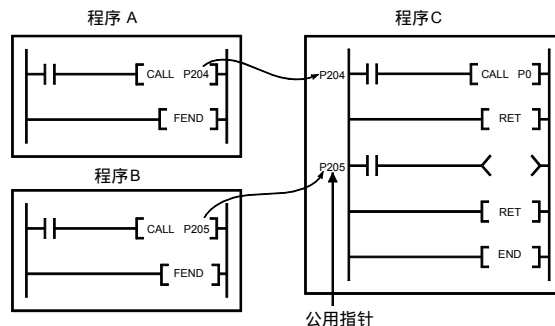 程序 A
CALL P204
FEND
程序B
CALL P205
FEND
程序C
P204
CALL P0
RET
P205
RET
END
公用指针